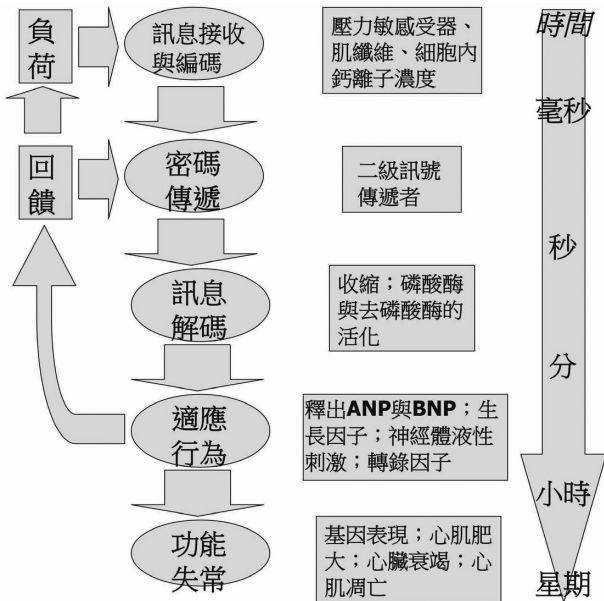 負
荷
訊息接收
與編碼
壓力敏感受器、
肌纖維、細胞內
鈣離子濃度
時間
毫秒
回
饋
密碼
傳遞
二級訊號
傳遞者
秒
訊息
解碼
收縮；磷酸酶
與去磷酸酶的
活化
分
適應
行為
釋出ANP與BNP；生
長因子；神經體液性
刺激；轉錄因子
小時
功能
失常
基因表現；心肌肥
大；心臟衰竭；心
肌凋亡
星期